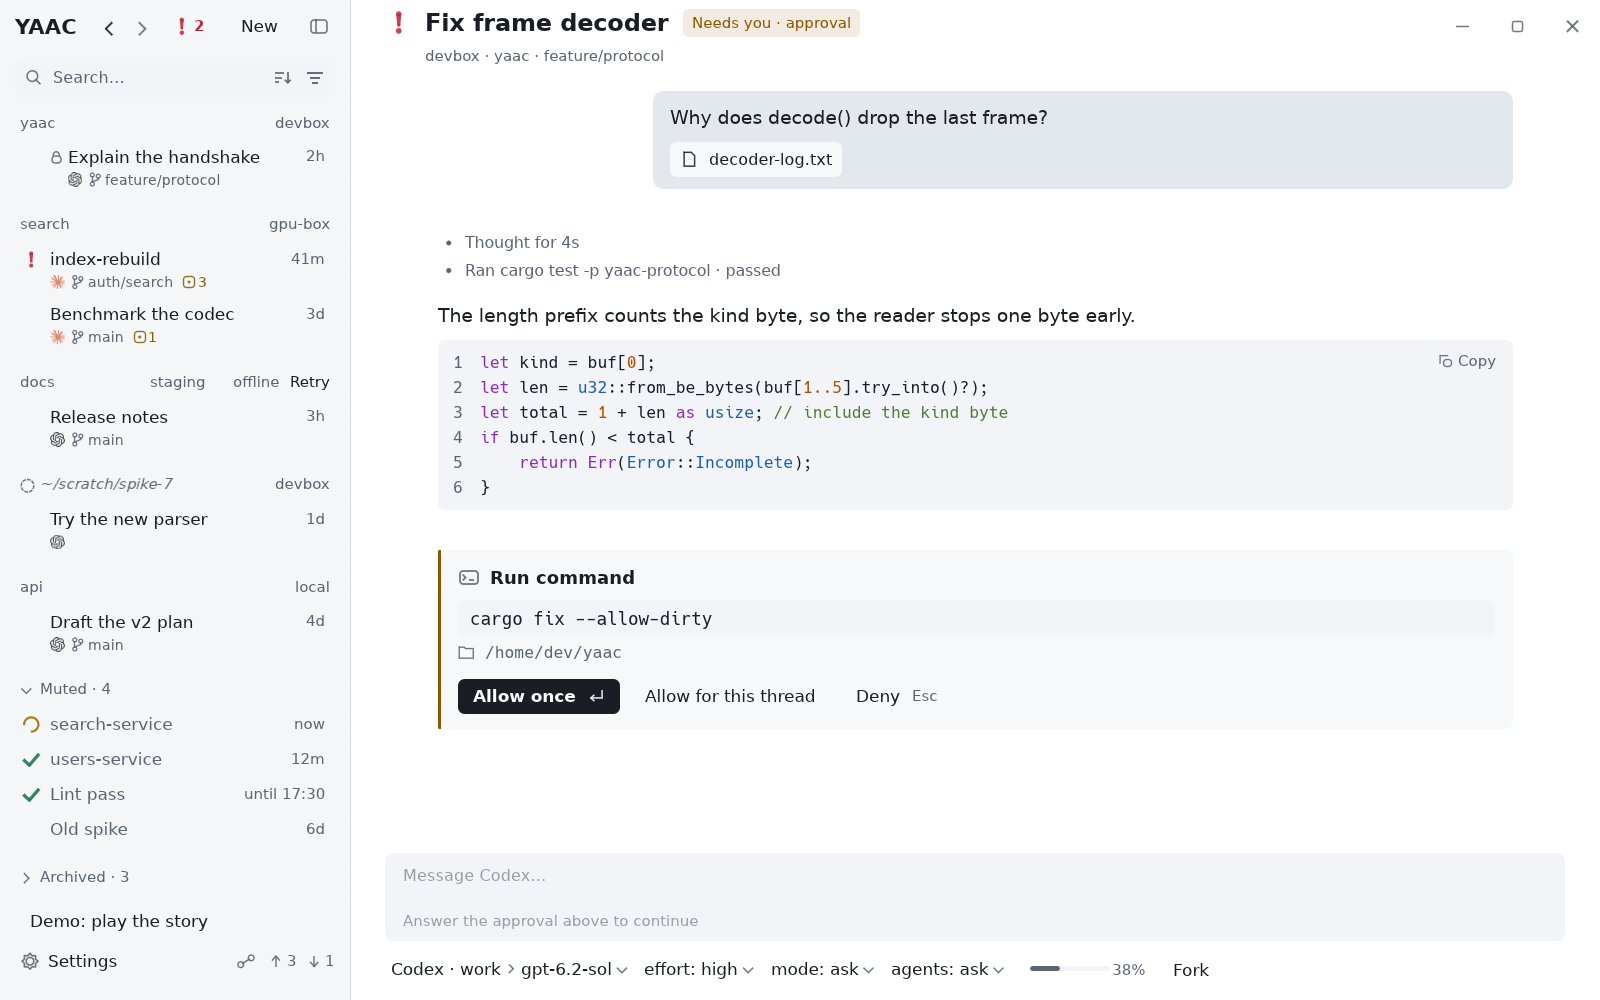 YAAC
2
New
Search...
yaac devbox
Explain the handshake 2h
feature/protocol
search gpu-box
index-rebuild 41m
auth/search 3
Benchmark the codec 3d
main 1
docs staging offline Retry
Release notes 3h
main
~/scratch/spike-7 devbox
Try the new parser 1d
api local
Draft the v2 plan 4d
main
Muted · 4
search-service now
users-service 12m
Lint pass until 17:30
Old spike 6d
Archived · 3
Demo: play the story
Settings ↑ 3 ↓ 1
Fix frame decoder Needs you · approval
devbox · yaac · feature/protocol
Why does decode() drop the last frame?
decoder-log.txt
• Thought for 4s
• Ran cargo test -p yaac-protocol · passed
The length prefix counts the kind byte, so the reader stops one byte early.
Copy
1 let kind = buf[0];
2 let len = u32::from_be_bytes(buf[1..5].try_into()?);
3 let total = 1 + len as usize; // include the kind byte
4 if buf.len() < total {
5     return Err(Error::Incomplete);
6 }
Run command
cargo fix --allow-dirty
/home/dev/yaac
Allow once Allow for this thread Deny Esc
Message Codex...
Answer the approval above to continue
Codex · work > gpt-6.2-sol effort: high mode: ask agents: ask 38% Fork